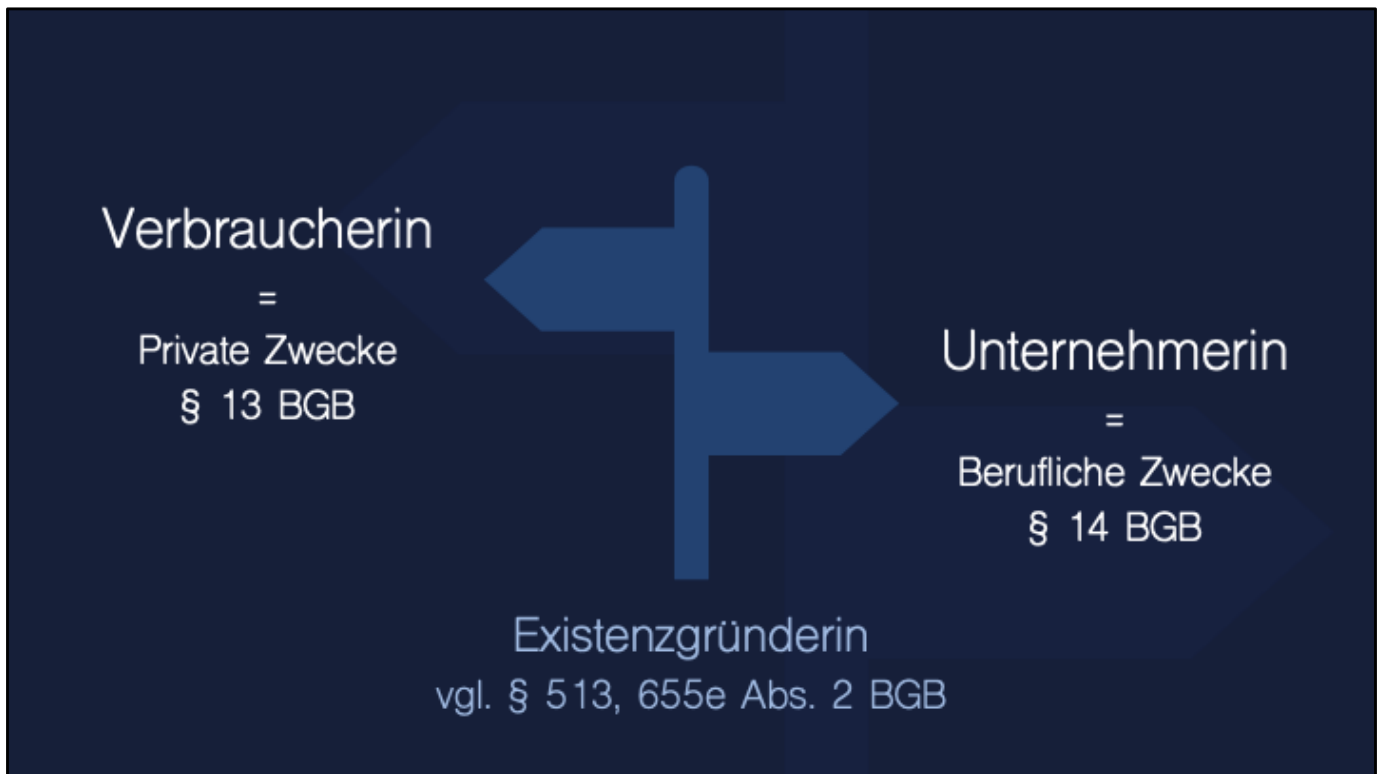 Verbraucherin
=
Private Zwecke
§ 13 BGB
Unternehmerin
=
Berufliche Zwecke
§ 14 BGB
Existenzgründerin
vgl. § 513, 655e Abs. 2 BGB